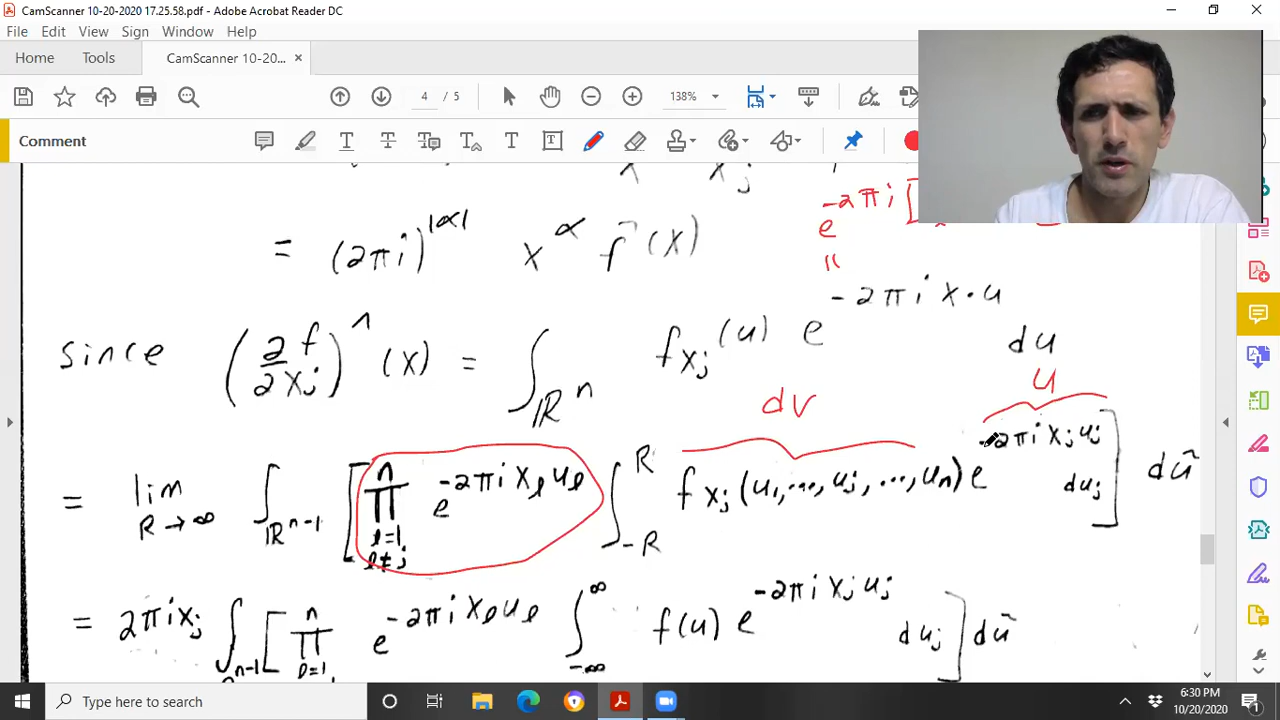 CamScanner 10-20-2020 17.25.58.pdf - Adobe Acrobat Reader DC
File Edit View Sign Window Help
Home Tools CamScanner 10-20... ×
4 / 5 138%
Comment
x x_j
e^{-2πi[
= (2πi)^{|α|} x^α f̂(x)
"
since (∂f/∂x_j)^ (x) = ∫_{ℝ^n} f_{x_j}(u) e^{-2πi x·u} du
dv u
= lim_{R→∞} ∫_{ℝ^{n-1}} [ ∏_{l=1, l≠j}^{n} e^{-2πi x_l u_l} ∫_{-R}^{R} f_{x_j}(u_1,...,u_j,...,u_n) e^{-2πi x_j u_j} du_j ] dũ
= 2πi x_j ∫_{ℝ^{n-1}} [ ∏_{l=1}^{n} e^{-2πi x_l u_l} ∫_{-∞}^{∞} f(u) e^{-2πi x_j u_j} du_j ] dũ
Type here to search
6:30 PM
10/20/2020
1